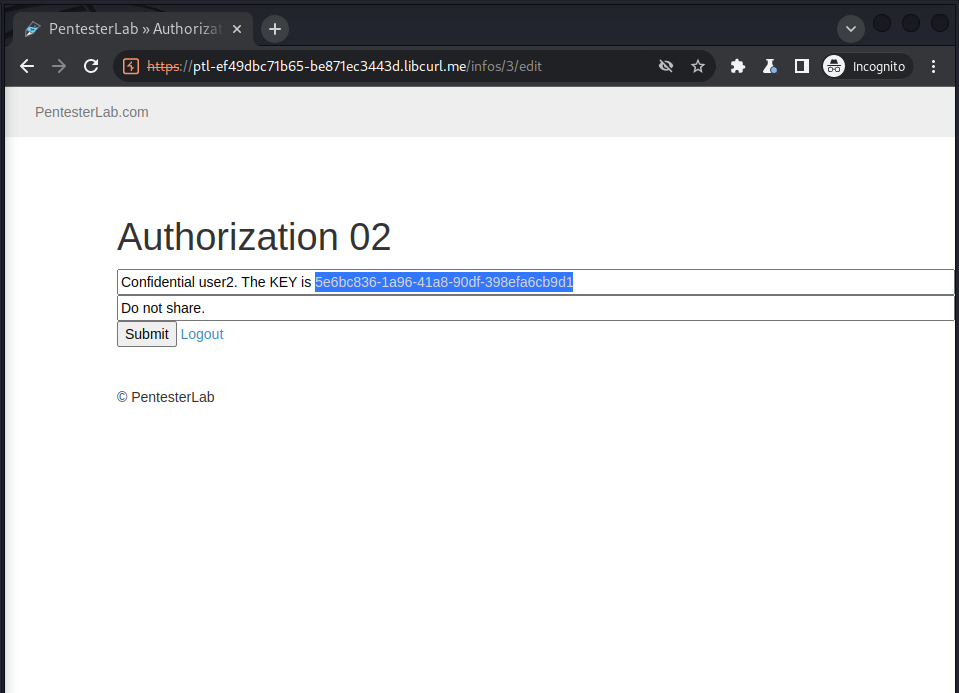 PentesterLab » Authorizat
https://ptl-ef49dbc71b65-be871ec3443d.libcurl.me/infos/3/edit
Incognito
PentesterLab.com
Authorization 02
Confidential user2. The KEY is 5e6bc836-1a96-41a8-90df-398efa6cb9d1
Do not share.
Submit Logout
© PentesterLab